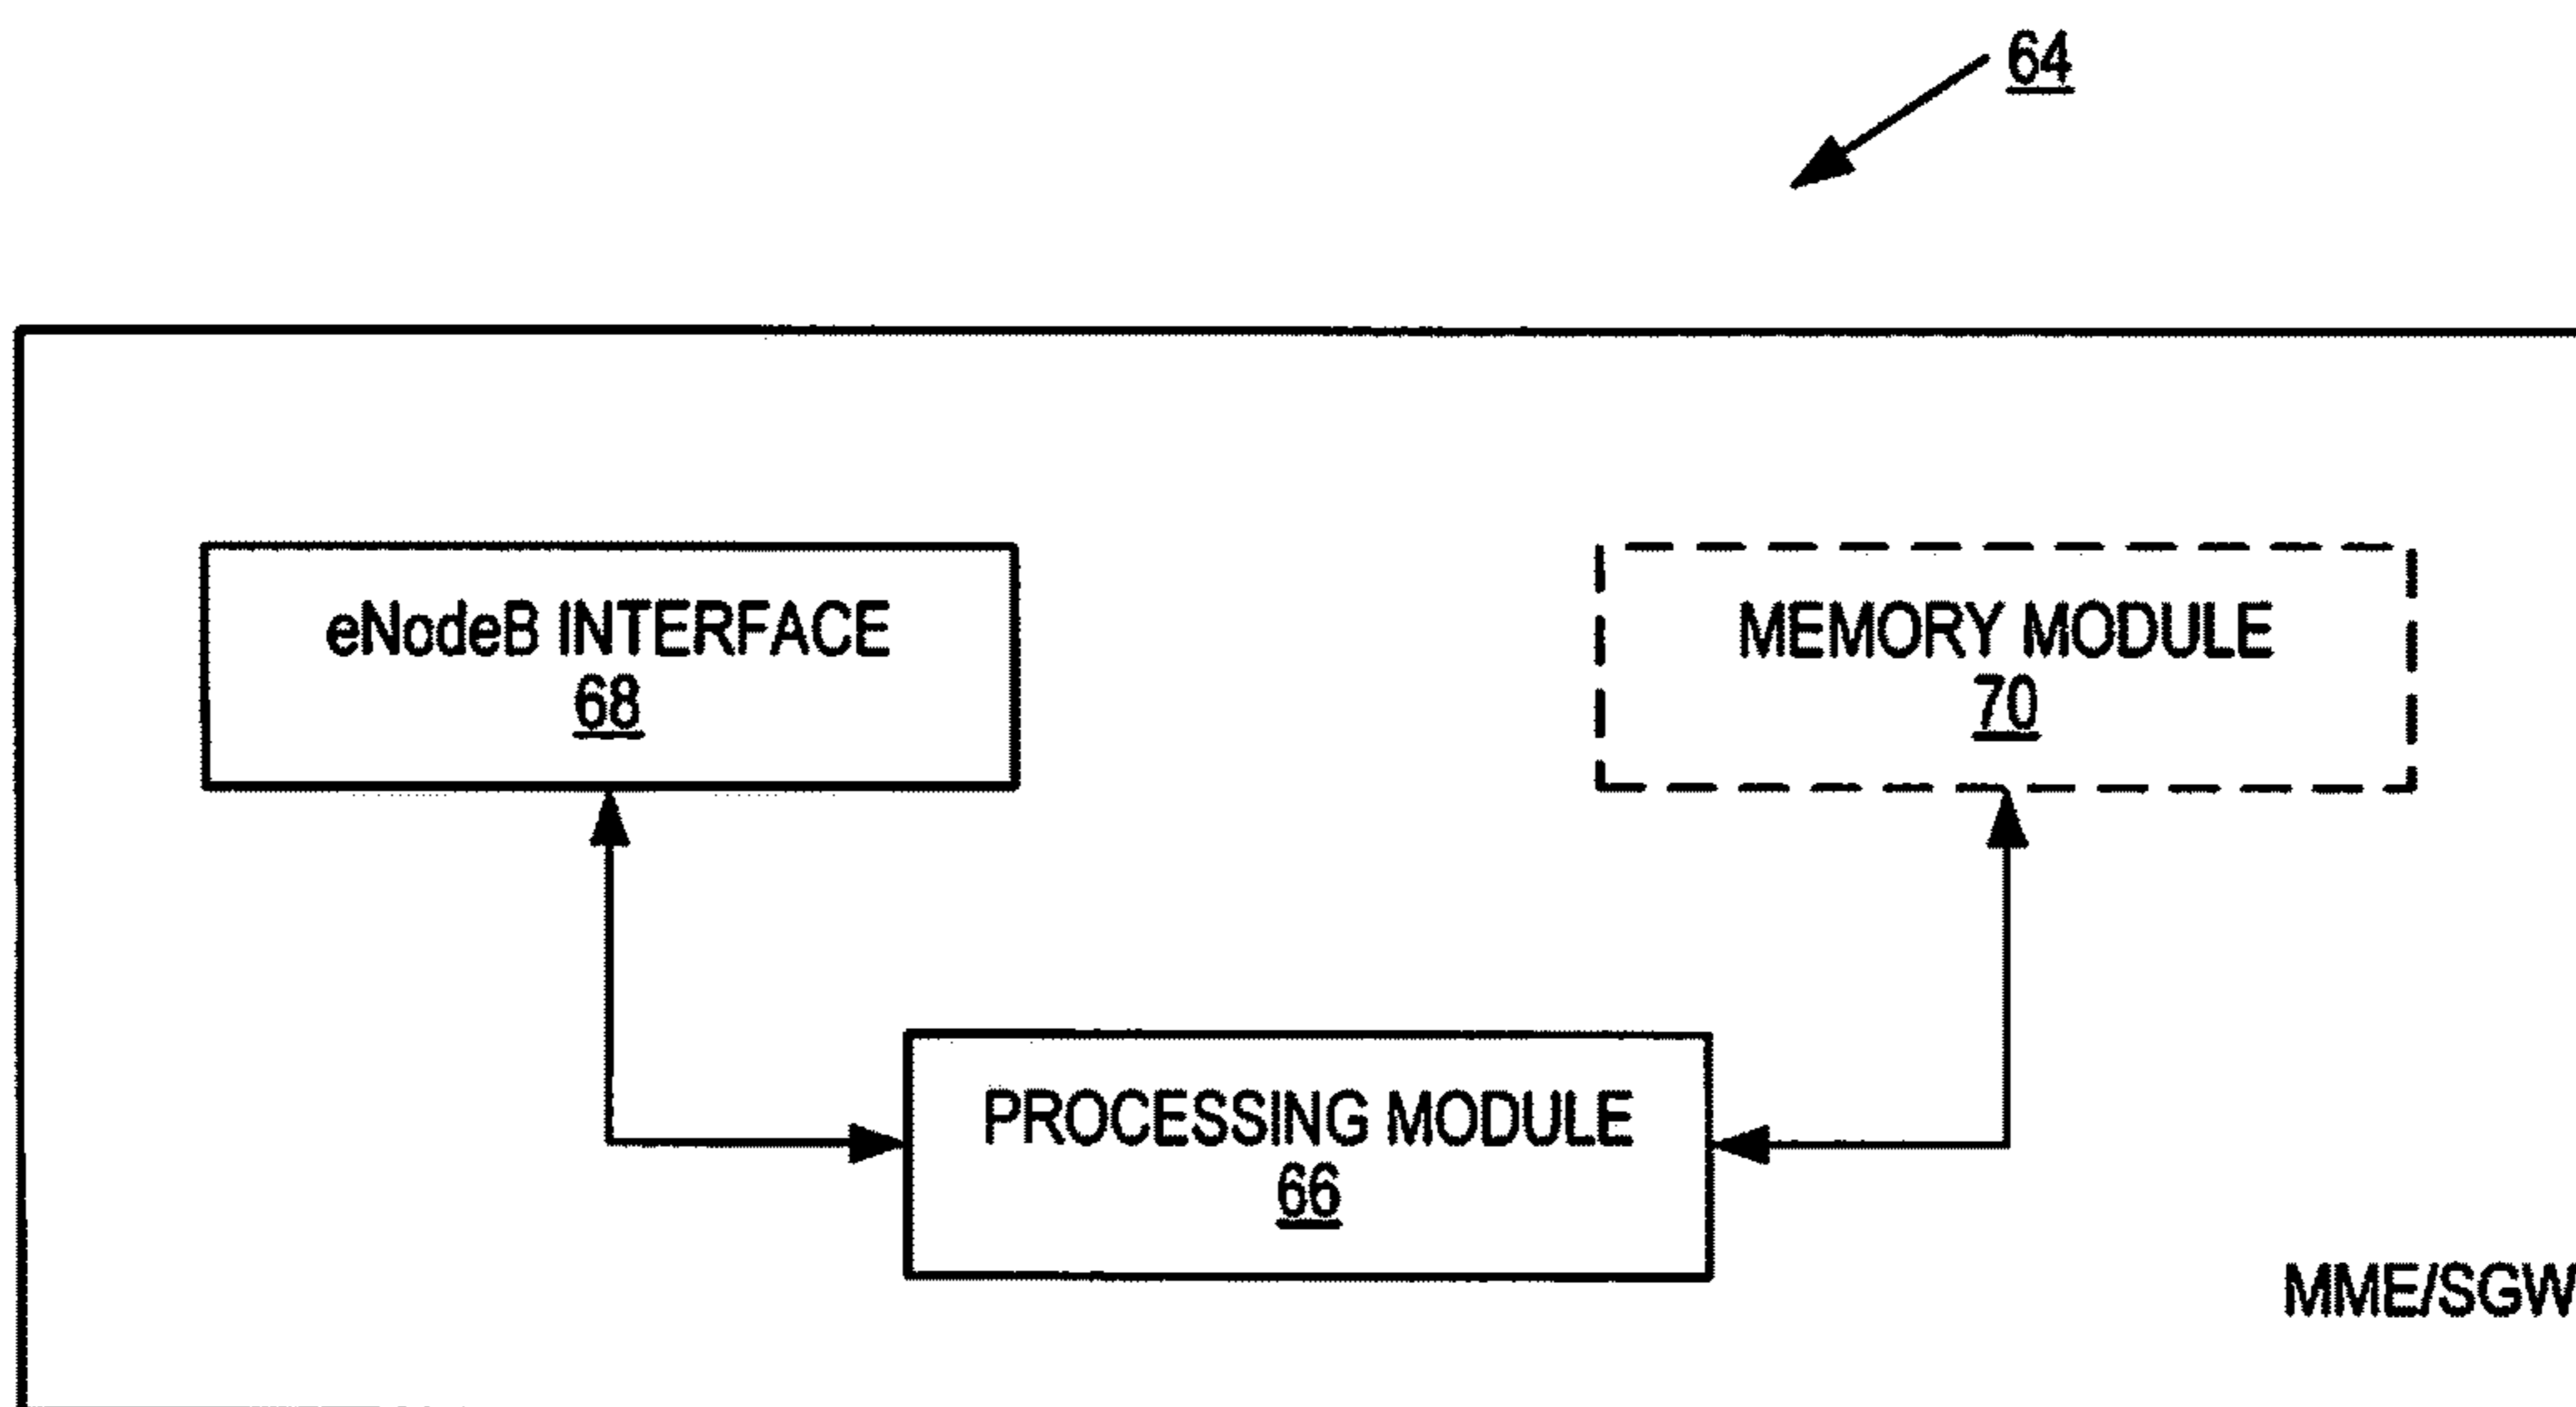 64
eNodeB INTERFACE
68
MEMORY MODULE
70
PROCESSING MODULE
66
MME/SGW